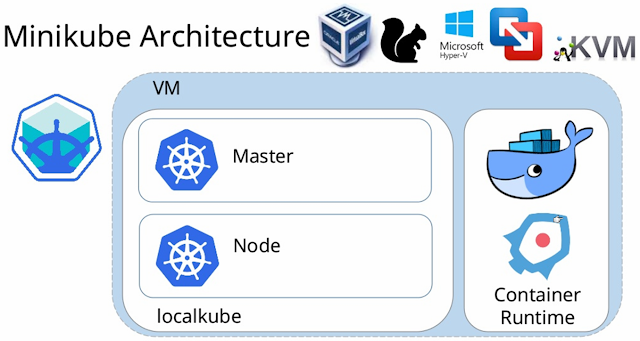 Minikube Architecture
Microsoft
Hyper-V
KVM
VM
Master
Node
localkube
Container
Runtime